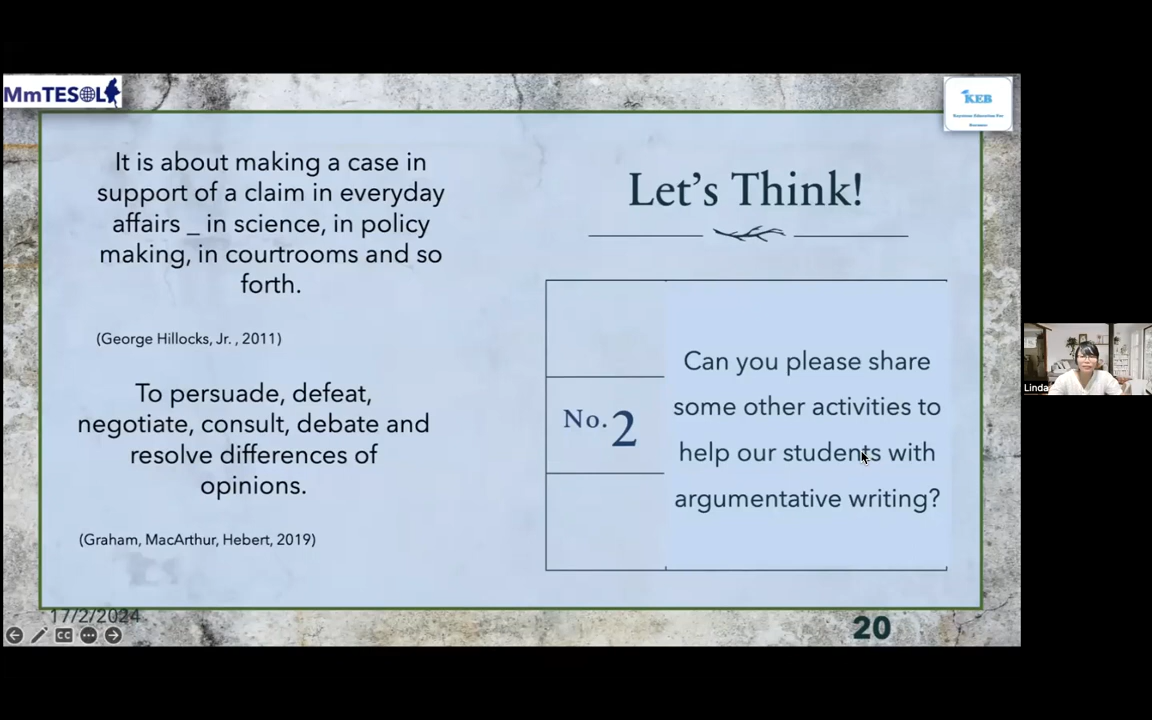 MmTESOL
KEB
It is about making a case in
support of a claim in everyday
affairs _ in science, in policy
making, in courtrooms and so
forth.
(George Hillocks, Jr. , 2011)
To persuade, defeat,
negotiate, consult, debate and
resolve differences of
opinions.
(Graham, MacArthur, Hebert, 2019)
Let's Think!
No.2
Can you please share
some other activities to
help our students with
argumentative writing?
Linda
17/2/2024
CC
20